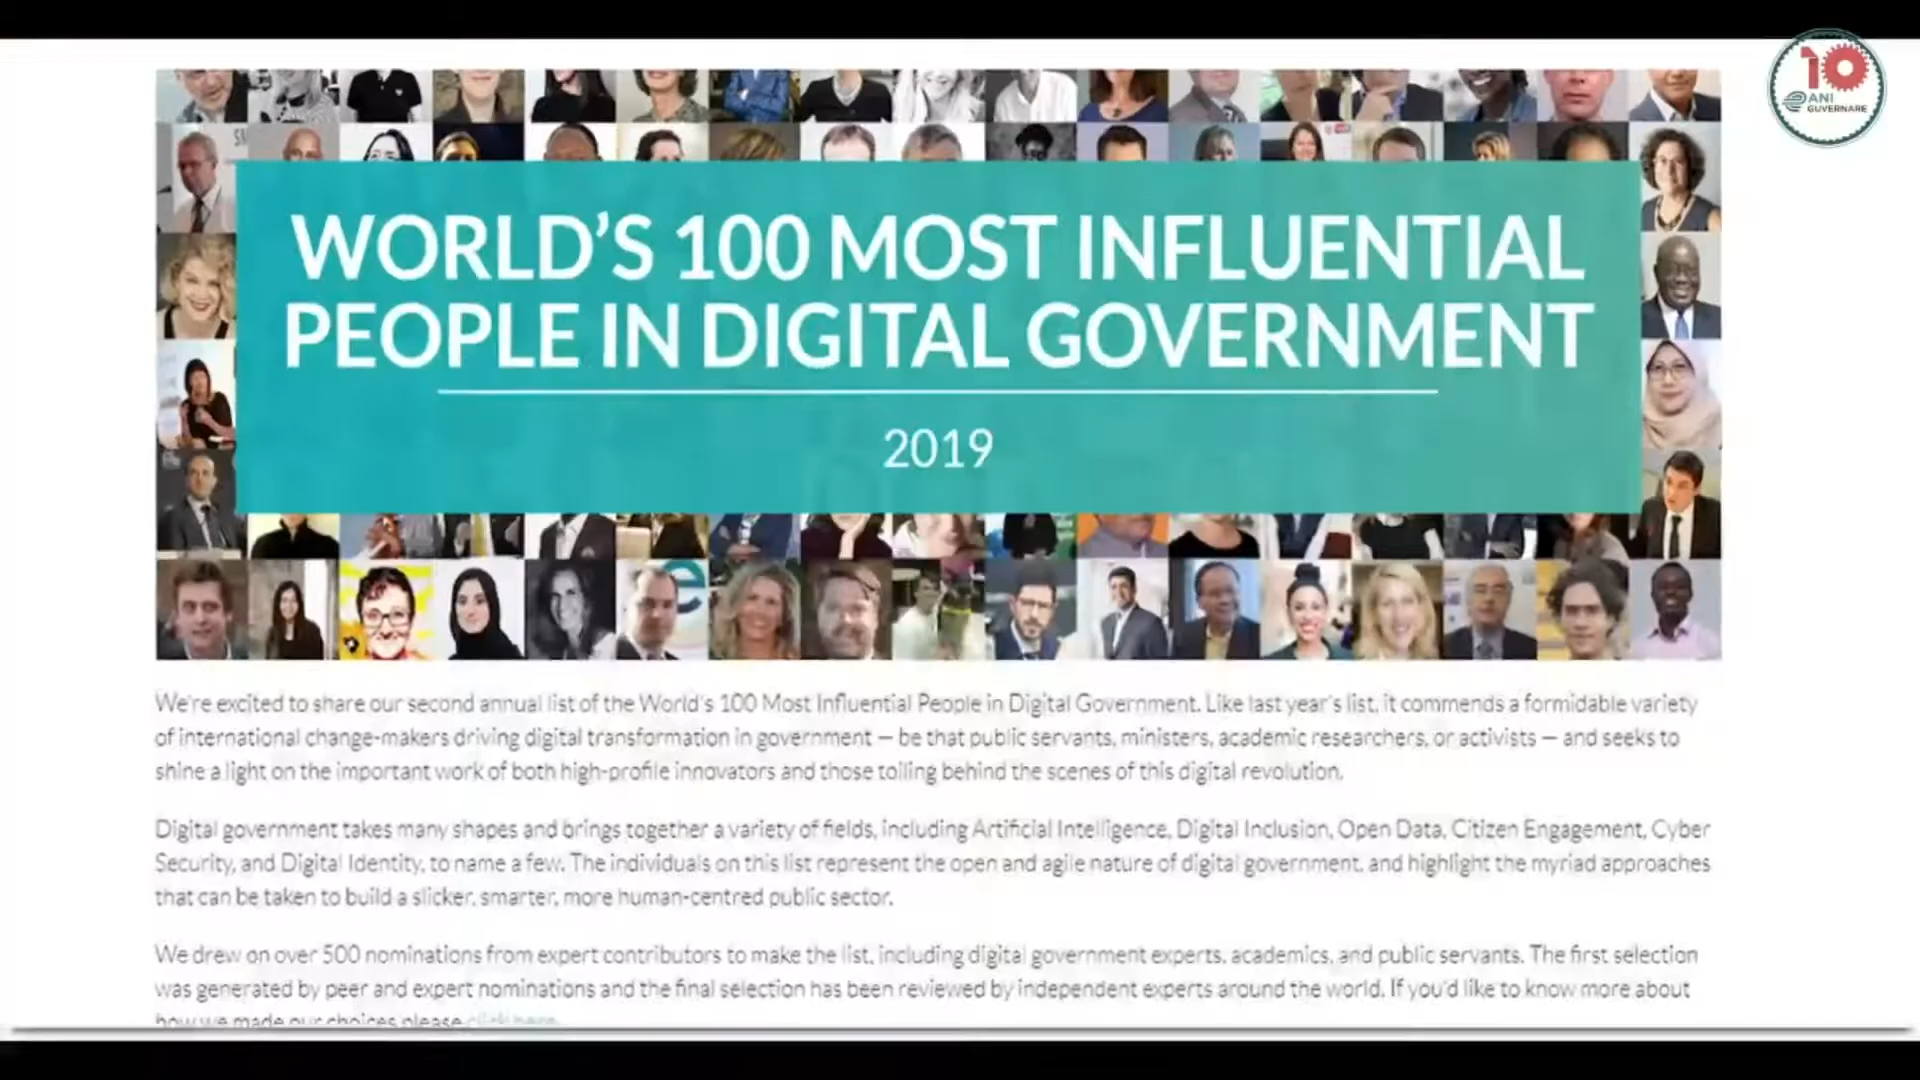 10
ANI
GUVERNARE
WORLD'S 100 MOST INFLUENTIAL
PEOPLE IN DIGITAL GOVERNMENT
2019
We're excited to share our second annual list of the World's 100 Most Influential People in Digital Government. Like last year's list, it commends a formidable variety
of international change-makers driving digital transformation in government — be that public servants, ministers, academic researchers, or activists — and seeks to
shine a light on the important work of both high-profile innovators and those toiling behind the scenes of this digital revolution.
Digital government takes many shapes and brings together a variety of fields, including Artificial Intelligence, Digital Inclusion, Open Data, Citizen Engagement, Cyber
Security, and Digital Identity, to name a few. The individuals on this list represent the open and agile nature of digital government, and highlight the myriad approaches
that can be taken to build a slicker, smarter, more human-centred public sector.
We drew on over 500 nominations from expert contributors to make the list, including digital government experts, academics, and public servants. The first selection
was generated by peer and expert nominations and the final selection has been reviewed by independent experts around the world. If you'd like to know more about
how we made our choices please click here.